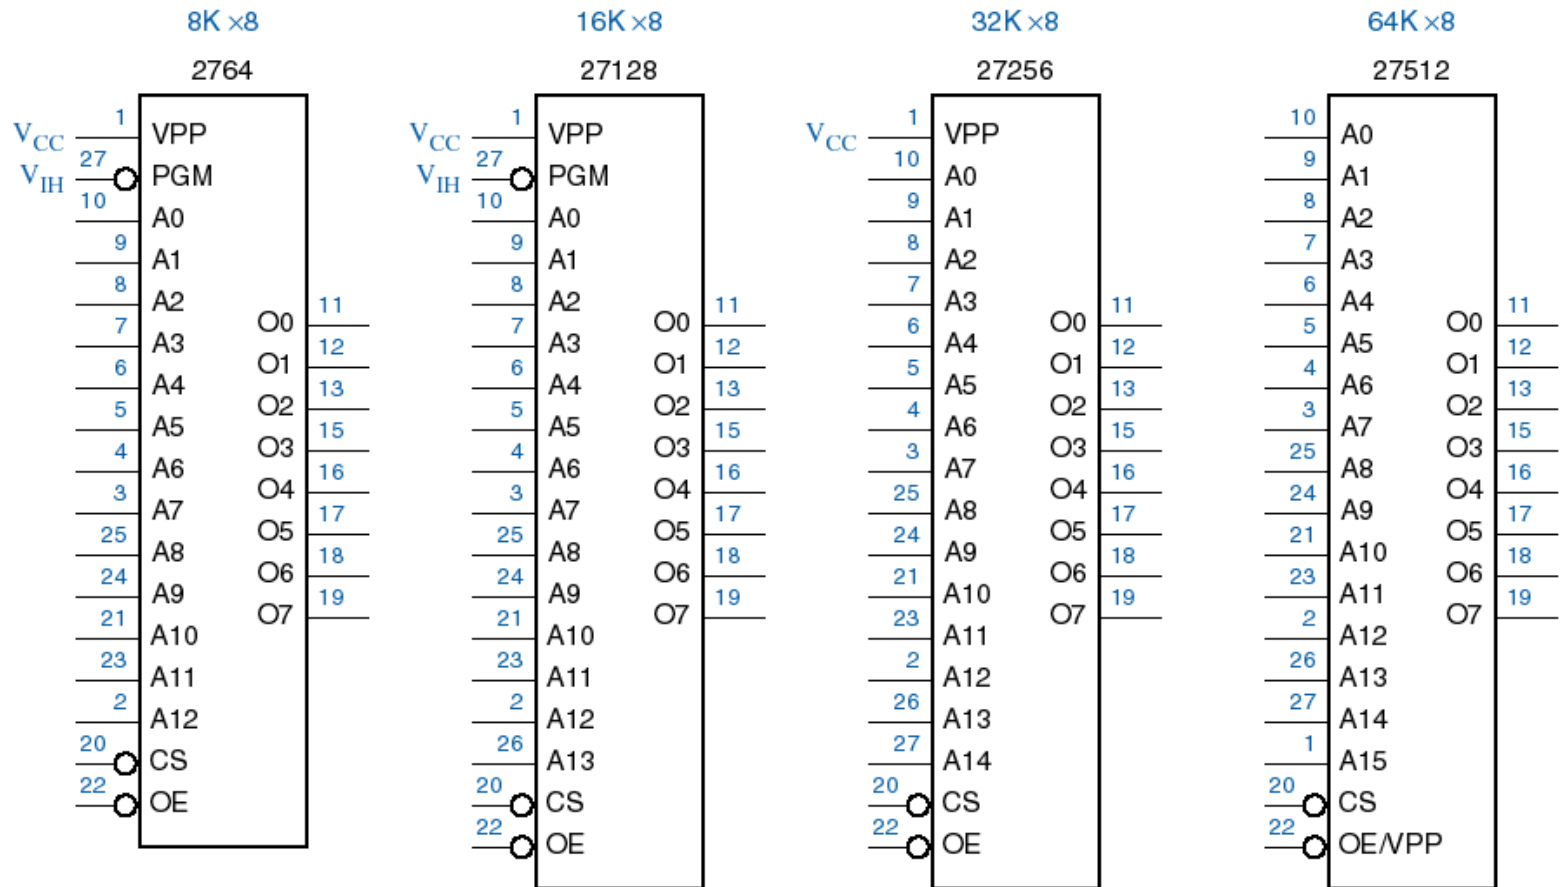 8K ×8
2764
V_CC 1 VPP
V_IH 27 PGM
10 A0
9 A1
8 A2
7 A3
6 A4
5 A5
4 A6
3 A7
25 A8
24 A9
21 A10
23 A11
2 A12
20 CS
22 OE
O0 11
O1 12
O2 13
O3 15
O4 16
O5 17
O6 18
O7 19
16K ×8
27128
V_CC 1 VPP
V_IH 27 PGM
10 A0
9 A1
8 A2
7 A3
6 A4
5 A5
4 A6
3 A7
25 A8
24 A9
21 A10
23 A11
2 A12
26 A13
20 CS
22 OE
O0 11
O1 12
O2 13
O3 15
O4 16
O5 17
O6 18
O7 19
32K ×8
27256
V_CC 1 VPP
10 A0
9 A1
8 A2
7 A3
6 A4
5 A5
4 A6
3 A7
25 A8
24 A9
21 A10
23 A11
2 A12
26 A13
27 A14
20 CS
22 OE
O0 11
O1 12
O2 13
O3 15
O4 16
O5 17
O6 18
O7 19
64K ×8
27512
10 A0
9 A1
8 A2
7 A3
6 A4
5 A5
4 A6
3 A7
25 A8
24 A9
21 A10
23 A11
2 A12
26 A13
27 A14
1 A15
20 CS
22 OE/VPP
O0 11
O1 12
O2 13
O3 15
O4 16
O5 17
O6 18
O7 19